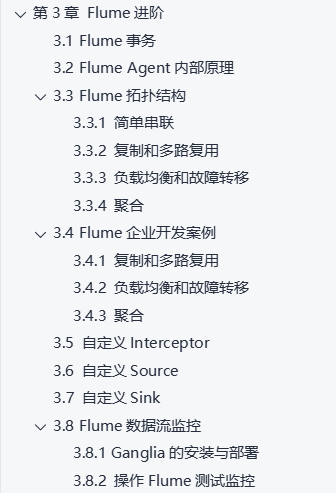 第 3 章 Flume 进阶
3.1 Flume 事务
3.2 Flume Agent 内部原理
3.3 Flume 拓扑结构
3.3.1 简单串联
3.3.2 复制和多路复用
3.3.3 负载均衡和故障转移
3.3.4 聚合
3.4 Flume 企业开发案例
3.4.1 复制和多路复用
3.4.2 负载均衡和故障转移
3.4.3 聚合
3.5 自定义 Interceptor
3.6 自定义 Source
3.7 自定义 Sink
3.8 Flume 数据流监控
3.8.1 Ganglia 的安装与部署
3.8.2 操作 Flume 测试监控